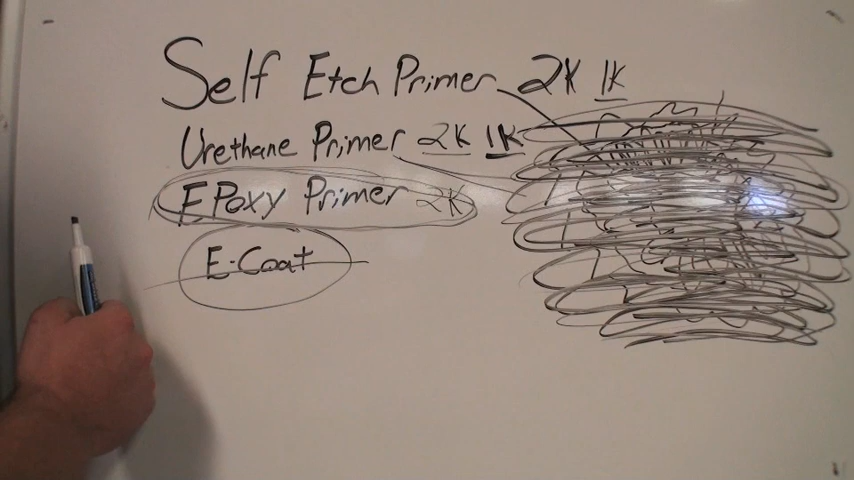 Self Etch Primer 2K 1K
Urethane Primer 2K 1K
EPoxy Primer 2K
E-Coat